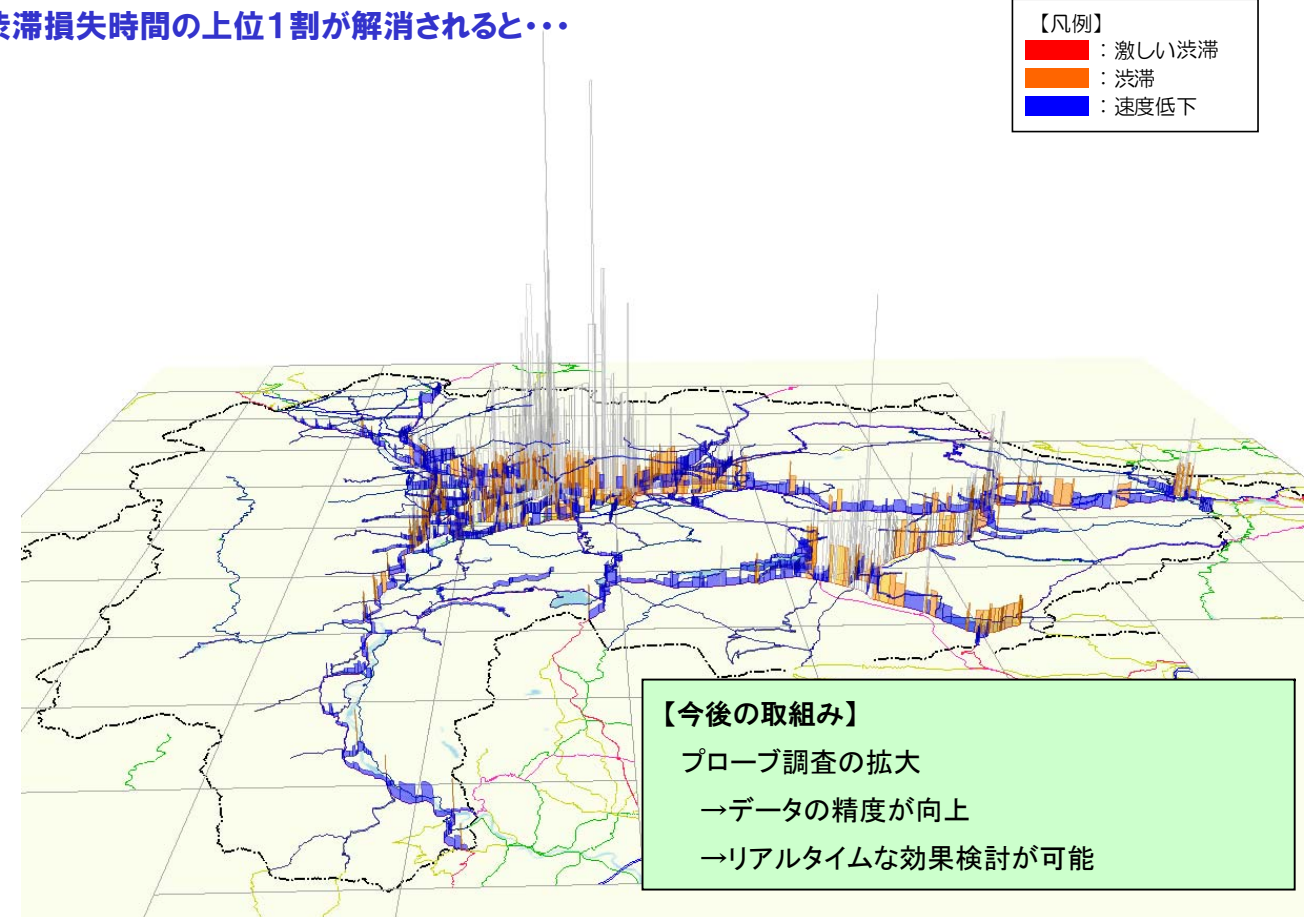 渋滞損失時間の上位1割が解消されると・・・
【凡例】
：激しい渋滞
：渋滞
：速度低下
【今後の取組み】
プローブ調査の拡大
→データの精度が向上
→リアルタイムな効果検討が可能